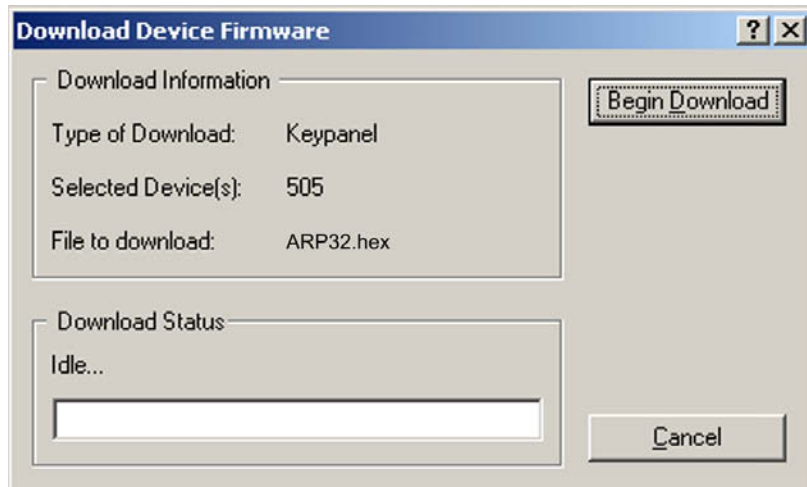 Download Device Firmware
Download Information
Type of Download: Keypanel
Selected Device(s): 505
File to download: ARP32.hex
Begin Download
Download Status
Idle...
Cancel